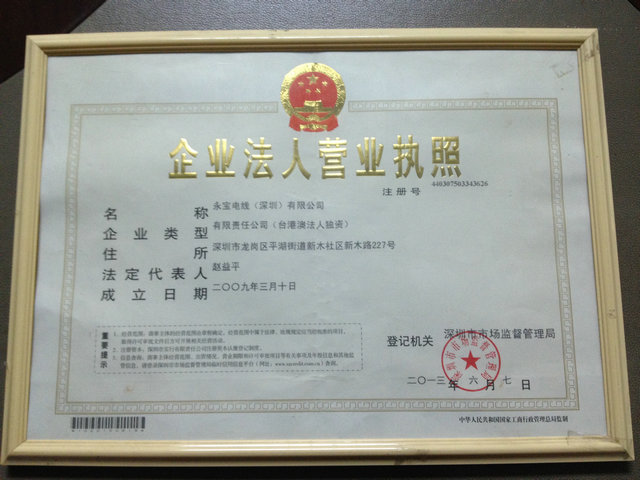 企业法人营业执照
注册号 440307503343626
名称 永宝电线（深圳）有限公司
企业类型 有限责任公司（台港澳法人独资）
住所 深圳市龙岗区平湖街道新木社区新木路227号
法定代表人 赵益平
成立日期 二〇〇九年三月十日
重要提示
登记机关 深圳市市场监督管理局
二〇一三年六月七日
中华人民共和国国家工商行政管理总局监制